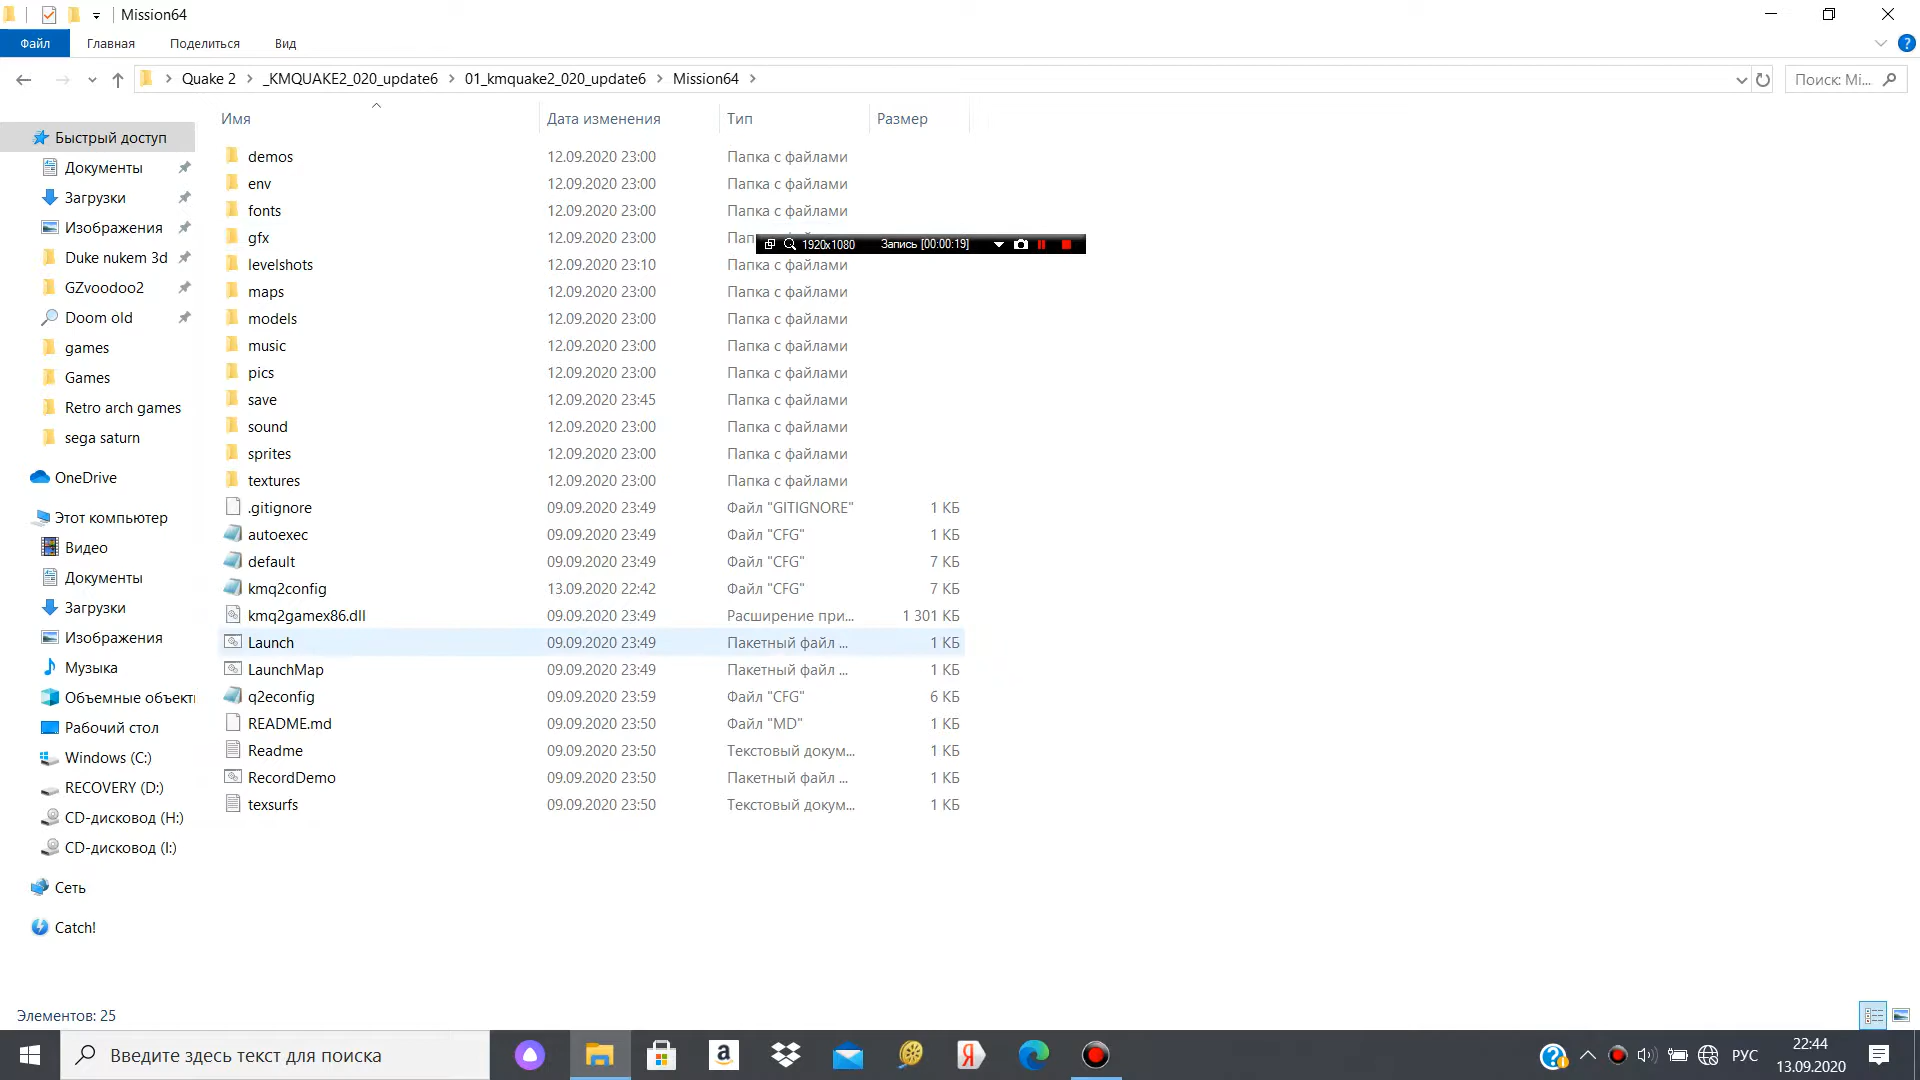 Mission64
Файл Главная Поделиться Вид
Quake 2 _KMQUAKE2_020_update6 01_kmquake2_020_update6 Mission64 Поиск: Mi...
Имя Дата изменения Тип Размер
Быстрый доступ
Документы
Загрузки
Изображения
Duke nukem 3d
GZvoodoo2
Doom old
games
Games
Retro arch games
sega saturn
OneDrive
Этот компьютер
Видео
Документы
Загрузки
Изображения
Музыка
Объемные объект
Рабочий стол
Windows (C:)
RECOVERY (D:)
CD-дисковод (H:)
CD-дисковод (I:)
Сеть
Catch!
demos 12.09.2020 23:00 Папка с файлами
env 12.09.2020 23:00 Папка с файлами
fonts 12.09.2020 23:00 Папка с файлами
gfx 12.09.2020 23:00
1920x1080 Запись [00:00:19]
levelshots 12.09.2020 23:10 Папка с файлами
maps 12.09.2020 23:00 Папка с файлами
models 12.09.2020 23:00 Папка с файлами
music 12.09.2020 23:00 Папка с файлами
pics 12.09.2020 23:00 Папка с файлами
save 12.09.2020 23:45 Папка с файлами
sound 12.09.2020 23:00 Папка с файлами
sprites 12.09.2020 23:00 Папка с файлами
textures 12.09.2020 23:00 Папка с файлами
.gitignore 09.09.2020 23:49 Файл "GITIGNORE" 1 КБ
autoexec 09.09.2020 23:49 Файл "CFG" 1 КБ
default 09.09.2020 23:49 Файл "CFG" 7 КБ
kmq2config 13.09.2020 22:42 Файл "CFG" 7 КБ
kmq2gamex86.dll 09.09.2020 23:49 Расширение при... 1 301 КБ
Launch 09.09.2020 23:49 Пакетный файл ... 1 КБ
LaunchMap 09.09.2020 23:49 Пакетный файл ... 1 КБ
q2econfig 09.09.2020 23:59 Файл "CFG" 6 КБ
README.md 09.09.2020 23:50 Файл "MD" 1 КБ
Readme 09.09.2020 23:50 Текстовый докум... 1 КБ
RecordDemo 09.09.2020 23:50 Пакетный файл ... 1 КБ
texsurfs 09.09.2020 23:50 Текстовый докум... 1 КБ
Элементов: 25
Введите здесь текст для поиска
РУС
22:44
13.09.2020